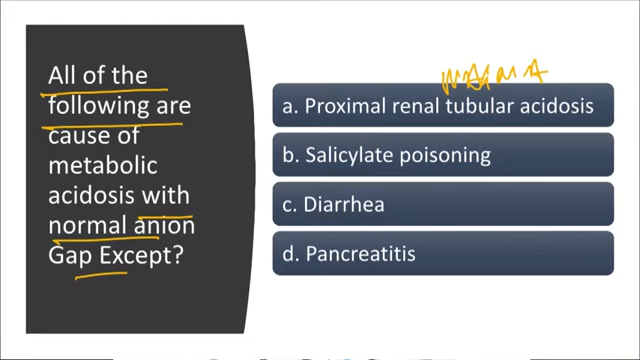 All of the
following are
cause of
metabolic
acidosis with
normal anion
Gap Except?
a. Proximal renal tubular acidosis
b. Salicylate poisoning
c. Diarrhea
d. Pancreatitis